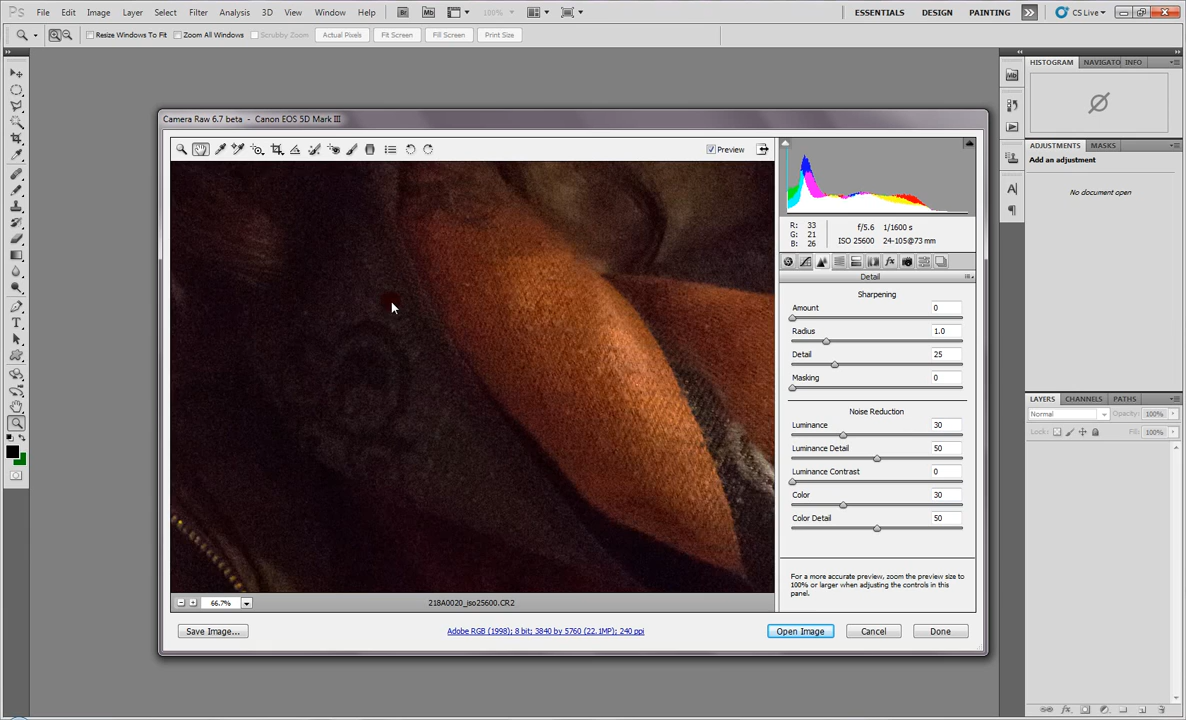 Ps File Edit Image Layer Select Filter Analysis 3D View Window Help Br Mb 100% ESSENTIALS DESIGN PAINTING CS Live
Resize Windows To Fit Zoom All Windows Scrubby Zoom Actual Pixels Fit Screen Fill Screen Print Size
HISTOGRAM NAVIGATO INFO
Camera Raw 6.7 beta - Canon EOS 5D Mark III
Preview
ADJUSTMENTS MASKS
Add an adjustment
No document open
R: 33
G: 21
B: 26
f/5.6 1/1600 s
ISO 25600 24-105@73 mm
Detail
Sharpening
Amount 0
Radius 1.0
Detail 25
Masking 0
Noise Reduction
Luminance 30
Luminance Detail 50
Luminance Contrast 0
Color 30
Color Detail 50
For a more accurate preview, zoom the preview size to
100% or larger when adjusting the controls in this
panel.
LAYERS CHANNELS PATHS
Normal Opacity: 100%
Lock: Fill: 100%
66.7% 218A0020_iso25600.CR2
Save Image... Adobe RGB (1998); 8 bit; 3840 by 5760 (22.1MP); 240 ppi Open Image Cancel Done